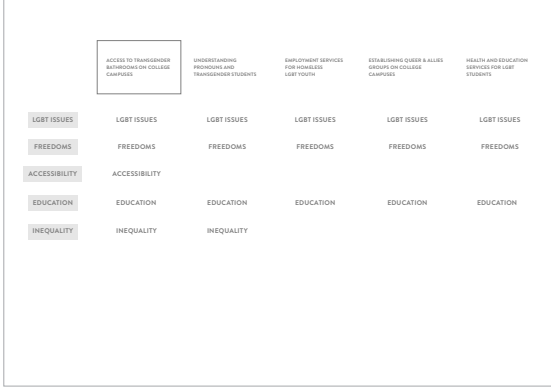 ACCESS TO TRANSGENDER
BATHROOMS ON COLLEGE
CAMPUSES
UNDERSTANDING
PRONOUNS AND
TRANSGENDER STUDENTS
EMPLOYMENT SERVICES
FOR HOMELESS
LGBT YOUTH
ESTABLISHING QUEER & ALLIES
GROUPS ON COLLEGE
CAMPUSES
HEALTH AND EDUCATION
SERVICES FOR LGBT
STUDENTS
LGBT ISSUES LGBT ISSUES LGBT ISSUES LGBT ISSUES LGBT ISSUES LGBT ISSUES
FREEDOMS FREEDOMS FREEDOMS FREEDOMS FREEDOMS FREEDOMS
ACCESSIBILITY ACCESSIBILITY
EDUCATION EDUCATION EDUCATION EDUCATION EDUCATION EDUCATION
INEQUALITY INEQUALITY INEQUALITY